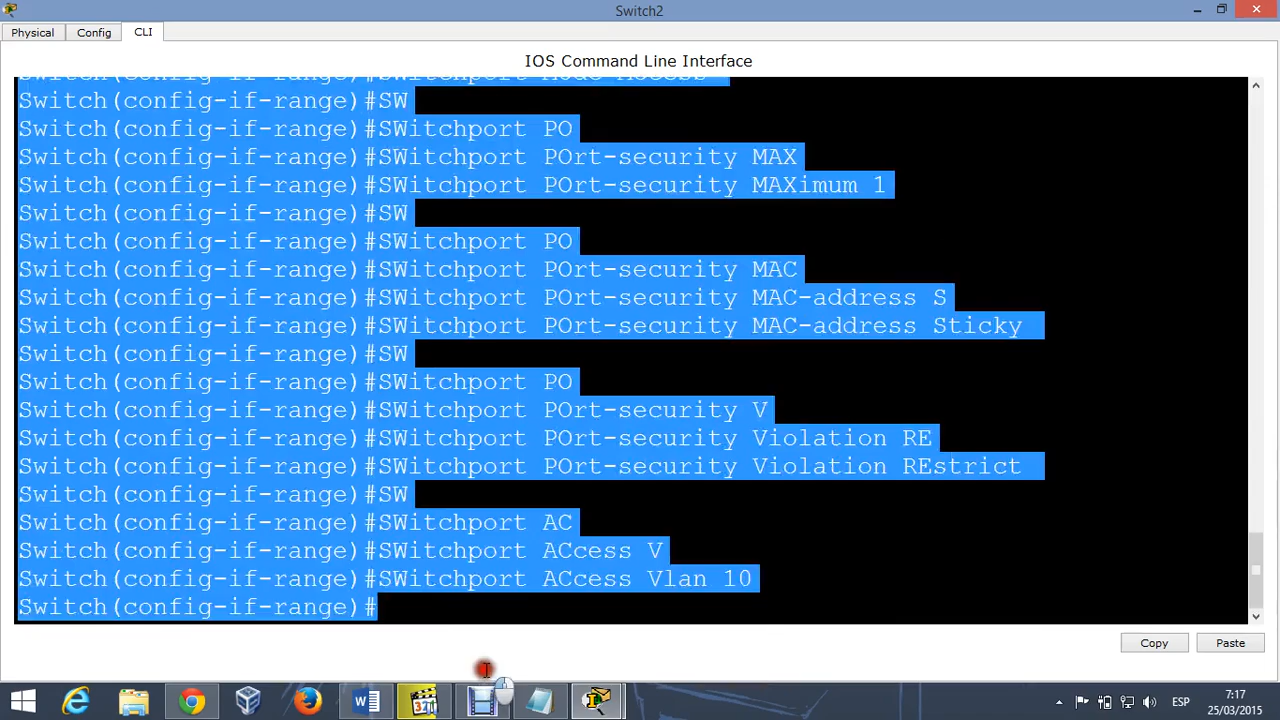 Switch2
Physical
Config
CLI
IOS Command Line Interface
Switch(config-if-range)#SWitchport Mode Access
Switch(config-if-range)#SW
Switch(config-if-range)#SWitchport PO
Switch(config-if-range)#SWitchport POrt-security MAX
Switch(config-if-range)#SWitchport POrt-security MAXimum 1
Switch(config-if-range)#SW
Switch(config-if-range)#SWitchport PO
Switch(config-if-range)#SWitchport POrt-security MAC
Switch(config-if-range)#SWitchport POrt-security MAC-address S
Switch(config-if-range)#SWitchport POrt-security MAC-address Sticky
Switch(config-if-range)#SW
Switch(config-if-range)#SWitchport PO
Switch(config-if-range)#SWitchport POrt-security V
Switch(config-if-range)#SWitchport POrt-security Violation RE
Switch(config-if-range)#SWitchport POrt-security Violation REstrict
Switch(config-if-range)#SW
Switch(config-if-range)#SWitchport AC
Switch(config-if-range)#SWitchport ACcess V
Switch(config-if-range)#SWitchport ACcess Vlan 10
Switch(config-if-range)#
Copy
Paste
ESP
7:17
25/03/2015